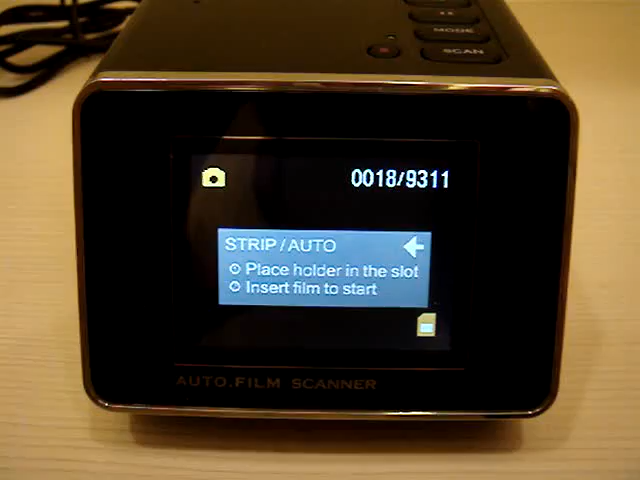 MODE
SCAN
0018/9311
STRIP/AUTO
Place holder in the slot
Insert film to start
AUTO.FILM SCANNER